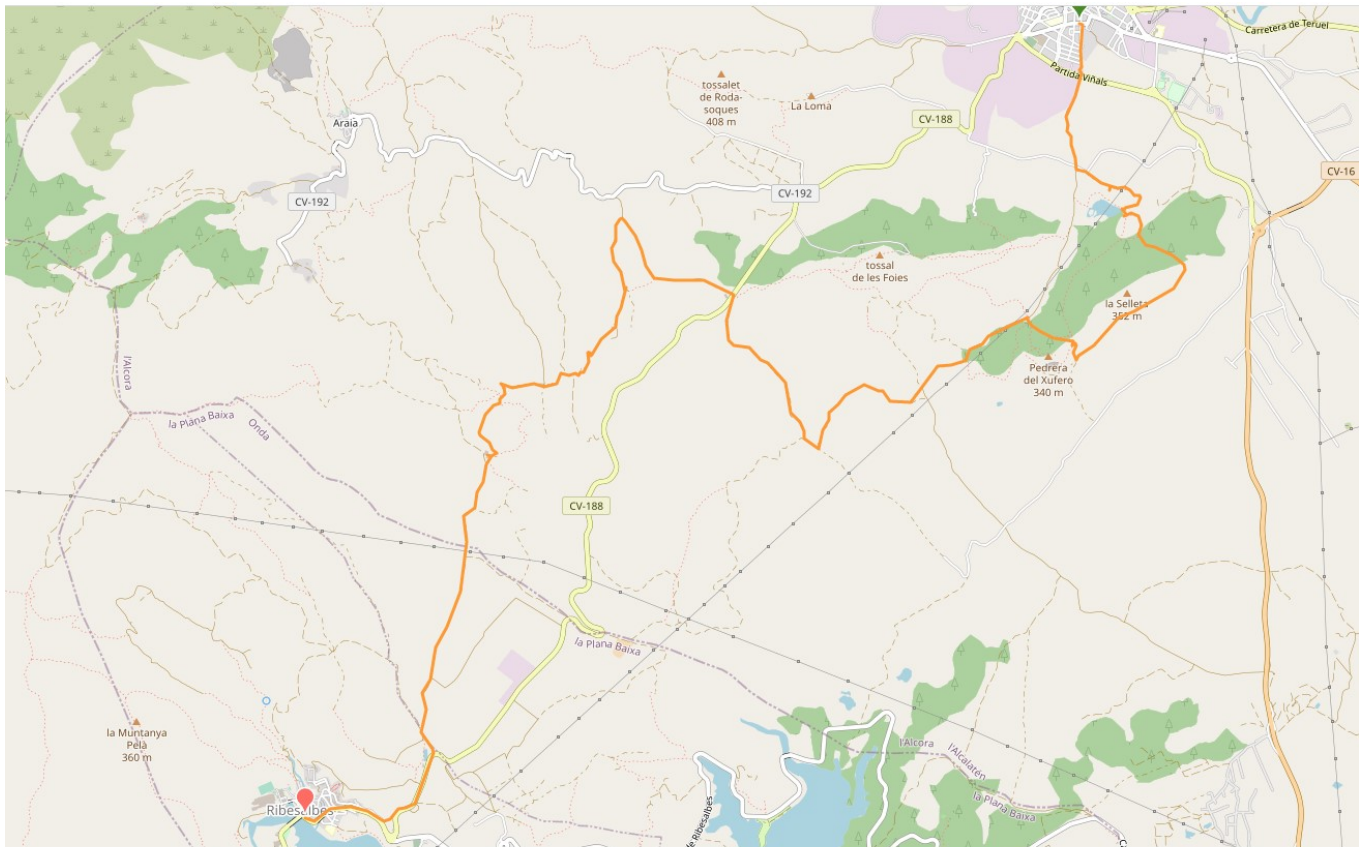 Carretera de Teruel
Partida Viñals
tossalet
de Roda-
soques
408 m
La Loma
CV-188
Araia
CV-16
CV-192
CV-192
tossal
de les Foies
la Selleta
352 m
Pedrera
del Xufero
340 m
l'Alcora
la Plana Baixa
Onda
CV-188
la Plana Baixa
la Muntanya
Pelà
360 m
l'Alcora
l'Alcalatén
la Plana Baixa
Ribesalbes
de Ribesalbes